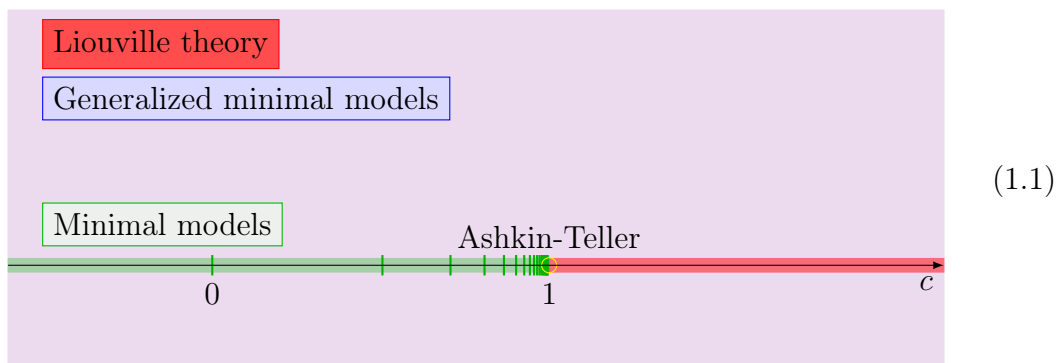 Liouville theory
Generalized minimal models
(1.1)
Minimal models
Ashkin-Teller
0 1 c